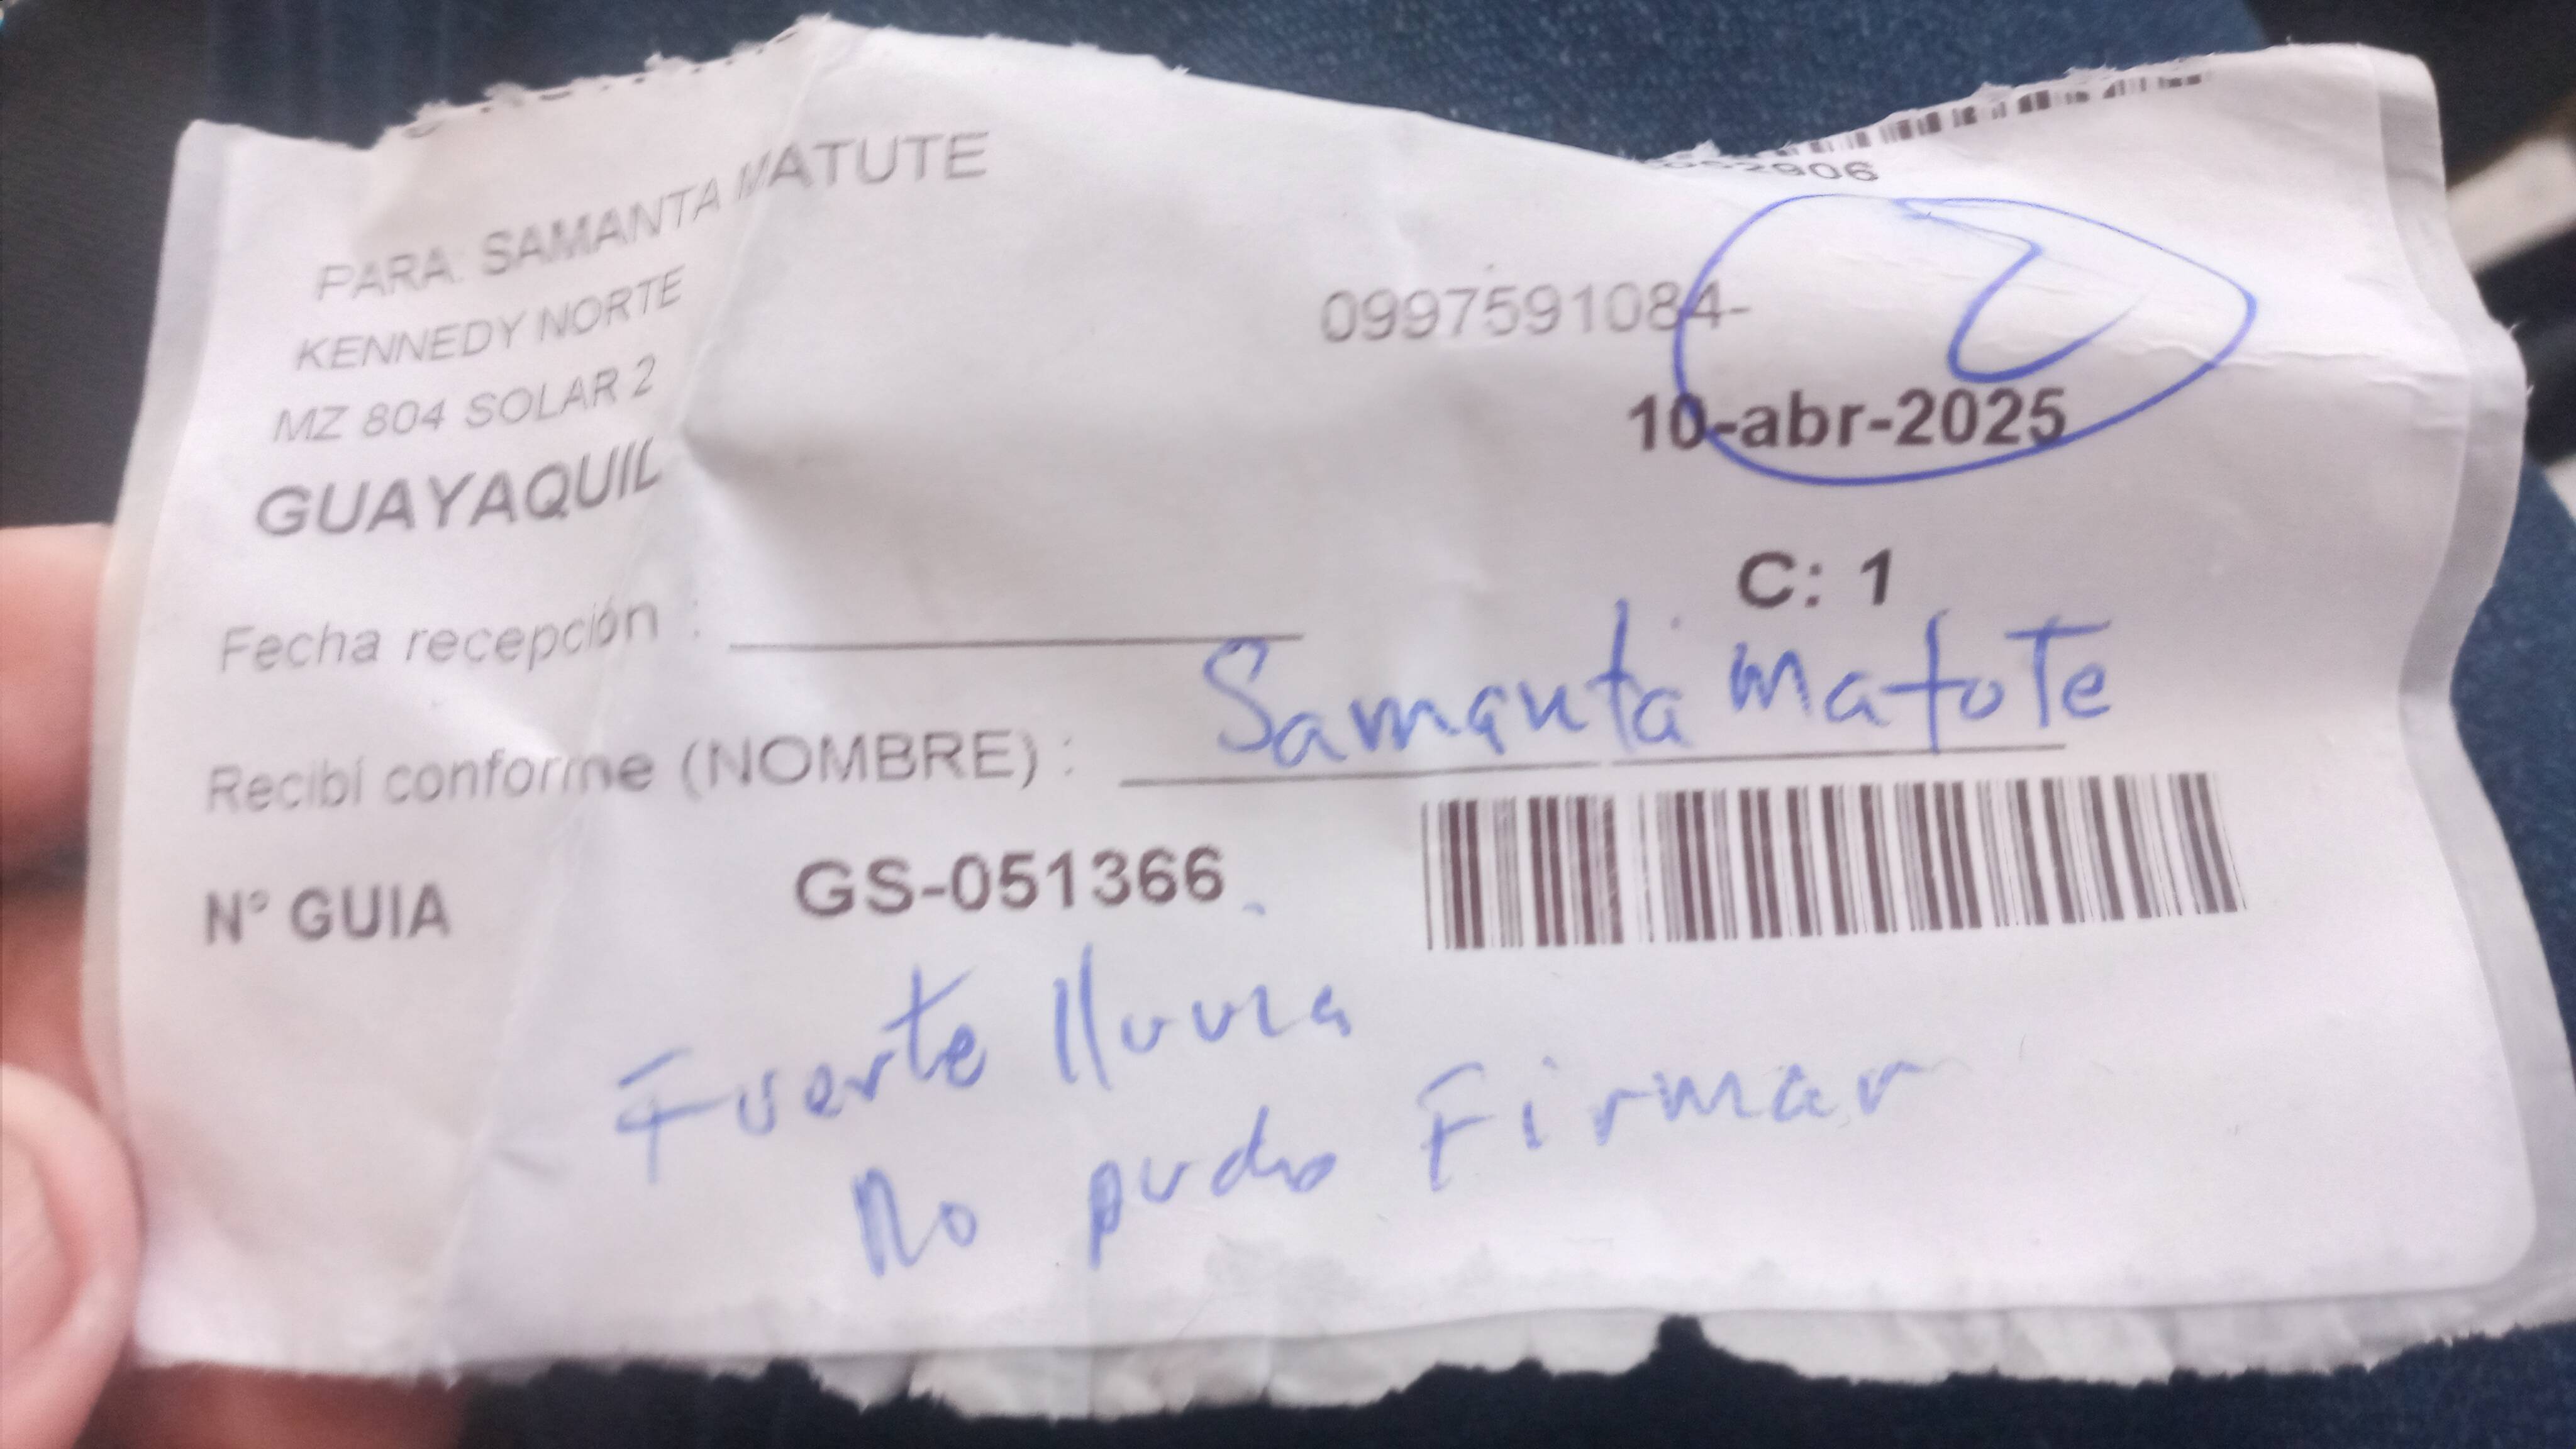 2906
PARA: SAMANTA MATUTE
KENNEDY NORTE
0997591084-
MZ 804 SOLAR 2
10-abr-2025
GUAYAQUIL
C: 1
Fecha recepción :
Recibí conforme (NOMBRE) : Samanta Matute
N° GUIA GS-051366
Fuerte lluvia
No pudo Firmar